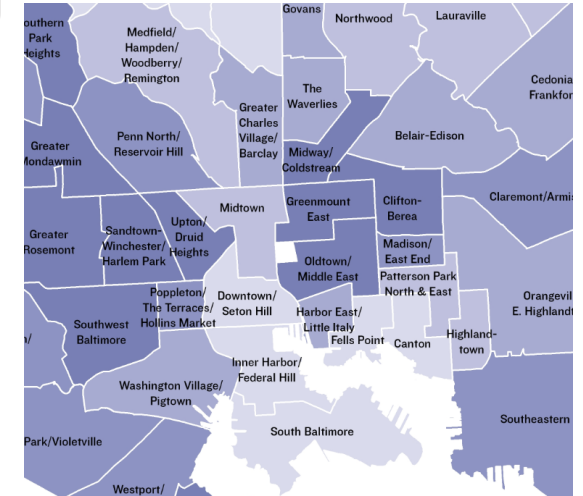 Govans
Northwood
Lauraville
outhern
Park
Heights
Medfield/
Hampden/
Woodberry/
Remington
Cedonia
Frankfor
The
Waverlies
Greater
Charles
Village/
Barclay
Penn North/
Reservoir Hill
Belair-Edison
Greater
Mondawmin
Midway/
Coldstream
Claremont/Armis
Midtown
Greenmount
East
Clifton-
Berea
Upton/
Druid
Heights
Sandtown-
Winchester/
Harlem Park
Greater
Rosemont
Oldtown/
Middle East
Madison/
East End
Patterson Park
North & East
Poppleton/
The Terraces/
Hollins Market
Downtown/
Seton Hill
Orangevil
E. Highlandt
Harbor East/
Little Italy
Southwest
Baltimore
n/
Fells Point
Canton
Highland-
town
Inner Harbor/
Federal Hill
Washington Village/
Pigtown
Southeastern
South Baltimore
Park/Violetville
Westport/